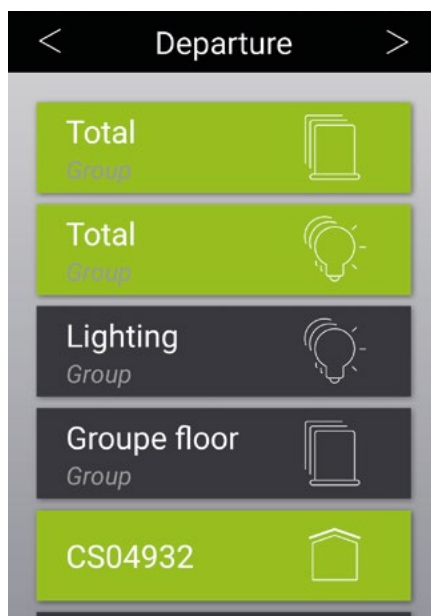 < Departure >
Total
Group
Total
Group
Lighting
Group
Groupe floor
Group
CS04932